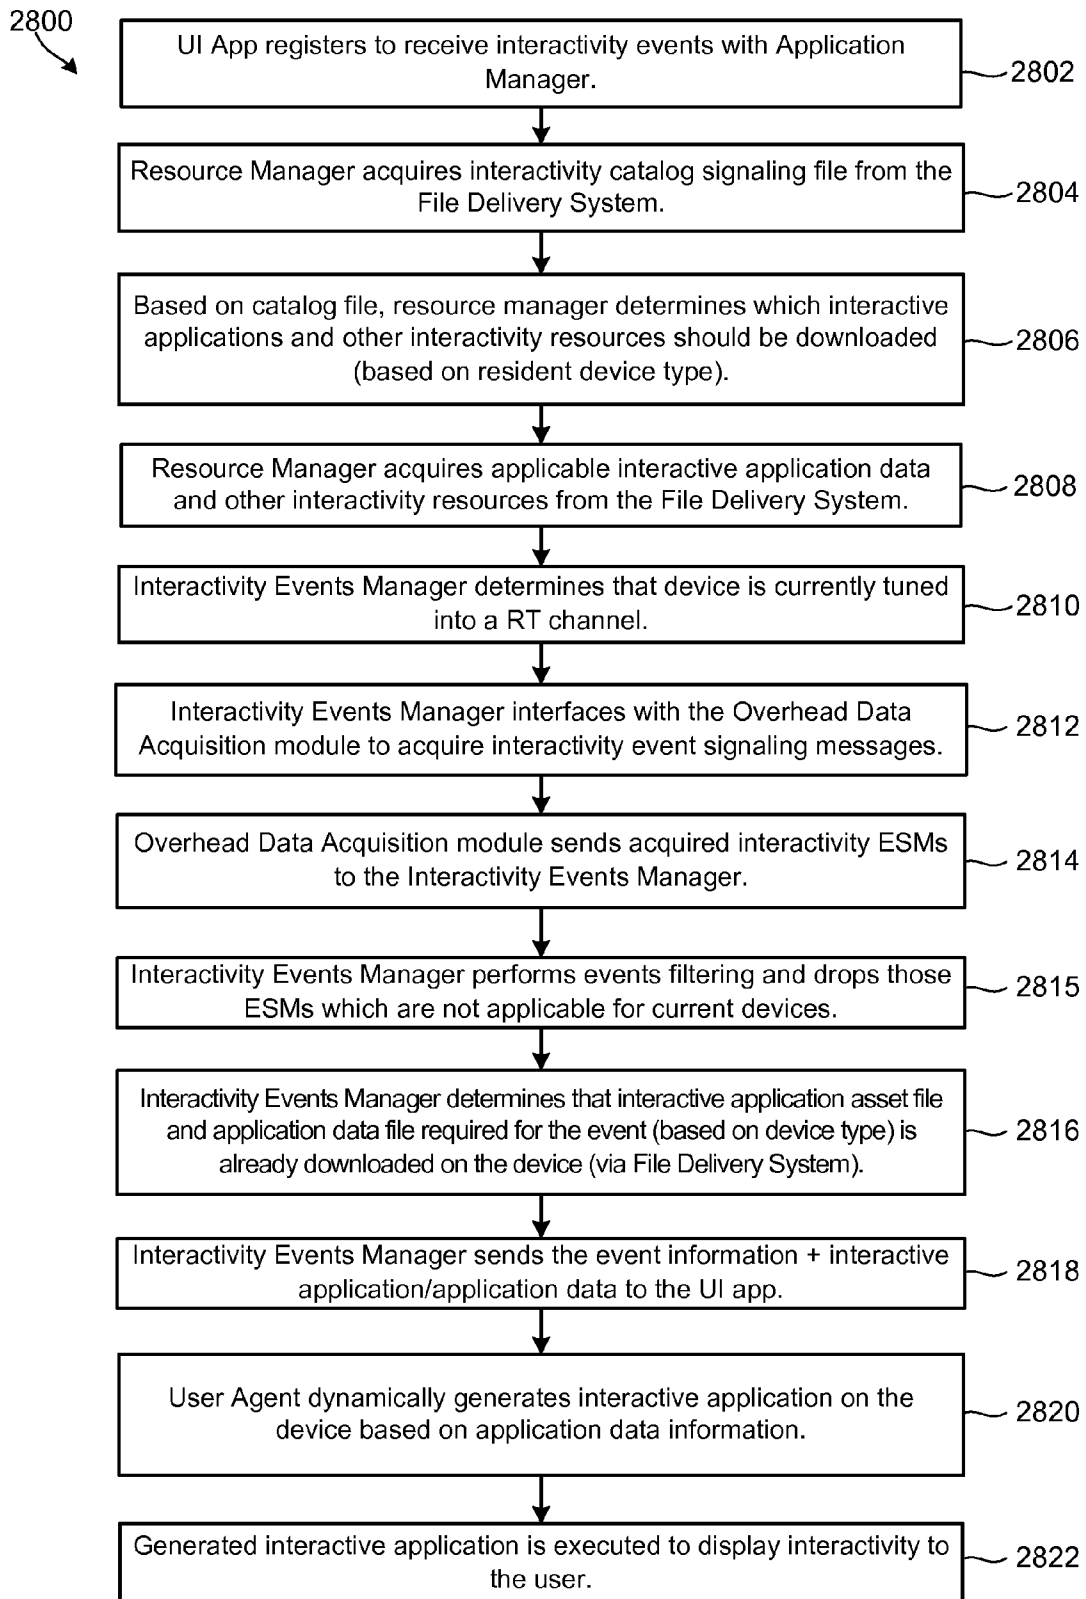 2800
UI App registers to receive interactivity events with Application
Manager.
2802
Resource Manager acquires interactivity catalog signaling file from the
File Delivery System.
2804
Based on catalog file, resource manager determines which interactive
applications and other interactivity resources should be downloaded
(based on resident device type).
2806
Resource Manager acquires applicable interactive application data
and other interactivity resources from the File Delivery System.
2808
Interactivity Events Manager determines that device is currently tuned
into a RT channel.
2810
Interactivity Events Manager interfaces with the Overhead Data
Acquisition module to acquire interactivity event signaling messages.
2812
Overhead Data Acquisition module sends acquired interactivity ESMs
to the Interactivity Events Manager.
2814
Interactivity Events Manager performs events filtering and drops those
ESMs which are not applicable for current devices.
2815
Interactivity Events Manager determines that interactive application asset file
and application data file required for the event (based on device type) is
already downloaded on the device (via File Delivery System).
2816
Interactivity Events Manager sends the event information + interactive
application/application data to the UI app.
2818
User Agent dynamically generates interactive application on the
device based on application data information.
2820
Generated interactive application is executed to display interactivity to
the user.
2822